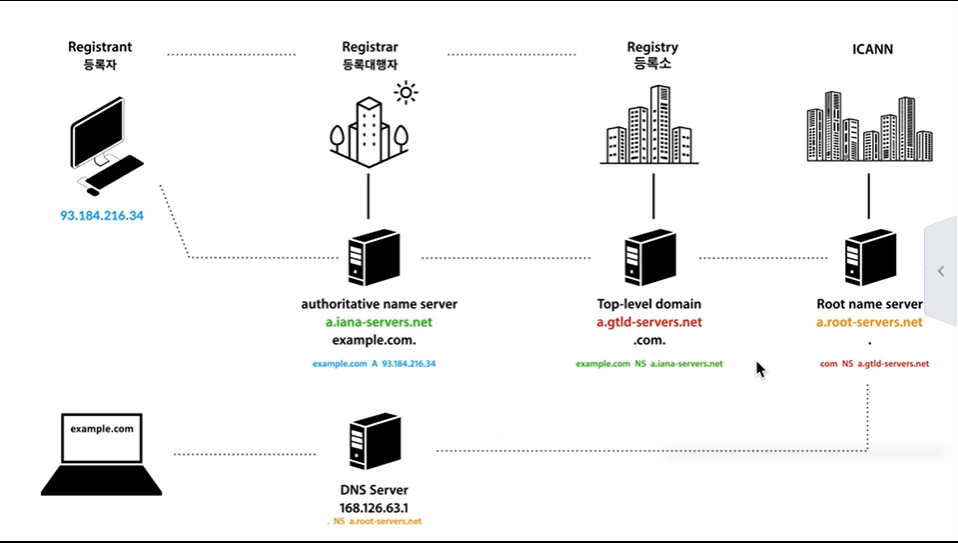 Registrant
등록자
Registrar
등록대행자
Registry
등록소
ICANN
93.184.216.34
authoritative name server
a.iana-servers.net
example.com.
example.com A 93.184.216.34
Top-level domain
a.gtld-servers.net
.com.
example.com NS a.iana-servers.net
Root name server
a.root-servers.net
.
com NS a.gtld-servers.net
example.com
DNS Server
168.126.63.1
. NS a.root-servers.net